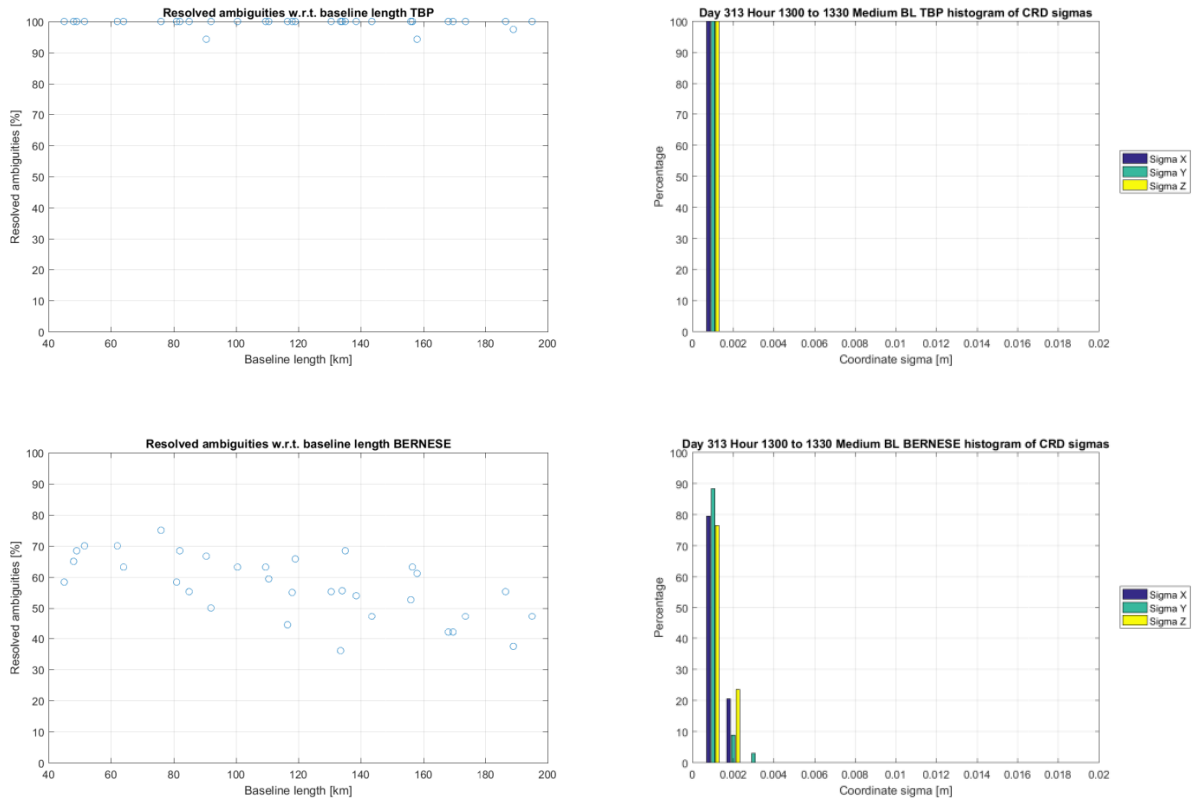 Resolved ambiguities w.r.t. baseline length TBP
100
90
80
70
60
50
40
30
20
10
0
Resolved ambiguities [%]
40 60 80 100 120 140 160 180 200
Baseline length [km]
Day 313 Hour 1300 to 1330 Medium BL TBP histogram of CRD sigmas
100
90
80
70
60
50
40
30
20
10
0
Percentage
0 0.002 0.004 0.006 0.008 0.01 0.012 0.014 0.016 0.018 0.02
Coordinate sigma [m]
Sigma X
Sigma Y
Sigma Z
Resolved ambiguities w.r.t. baseline length BERNESE
100
90
80
70
60
50
40
30
20
10
0
Resolved ambiguities [%]
40 60 80 100 120 140 160 180 200
Baseline length [km]
Day 313 Hour 1300 to 1330 Medium BL BERNESE histogram of CRD sigmas
100
90
80
70
60
50
40
30
20
10
0
Percentage
0 0.002 0.004 0.006 0.008 0.01 0.012 0.014 0.016 0.018 0.02
Coordinate sigma [m]
Sigma X
Sigma Y
Sigma Z